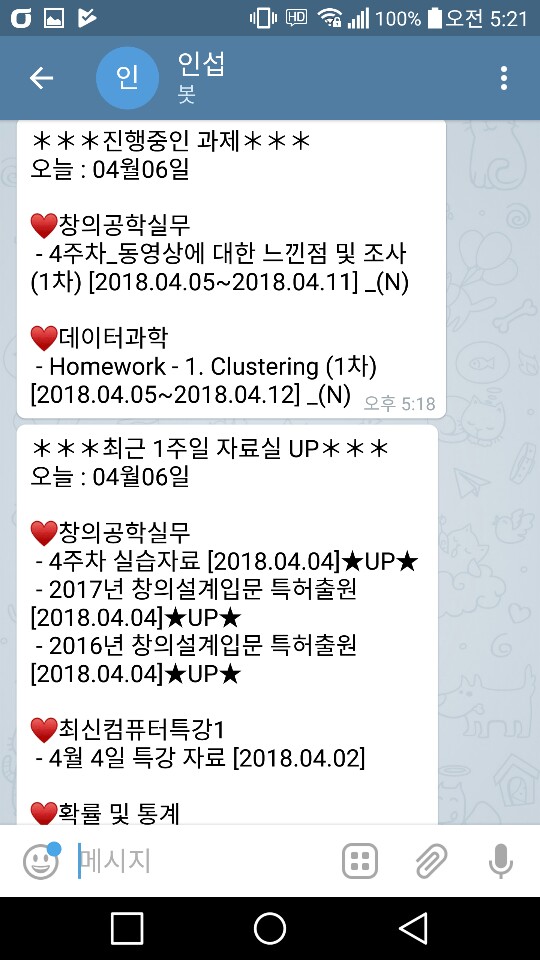 HD 100% 오전 5:21
인 인섭
봇
***진행중인 과제***
오늘 : 04월06일
♥창의공학실무
- 4주차_동영상에 대한 느낀점 및 조사
(1차) [2018.04.05~2018.04.11] _(N)
♥데이터과학
- Homework - 1. Clustering (1차)
[2018.04.05~2018.04.12] _(N) 오후 5:18
***최근 1주일 자료실 UP***
오늘 : 04월06일
♥창의공학실무
- 4주차 실습자료 [2018.04.04]★UP★
- 2017년 창의설계입문 특허출원
[2018.04.04]★UP★
- 2016년 창의설계입문 특허출원
[2018.04.04]★UP★
♥최신컴퓨터특강1
- 4월 4일 특강 자료 [2018.04.02]
♥확률 및 통계
메시지